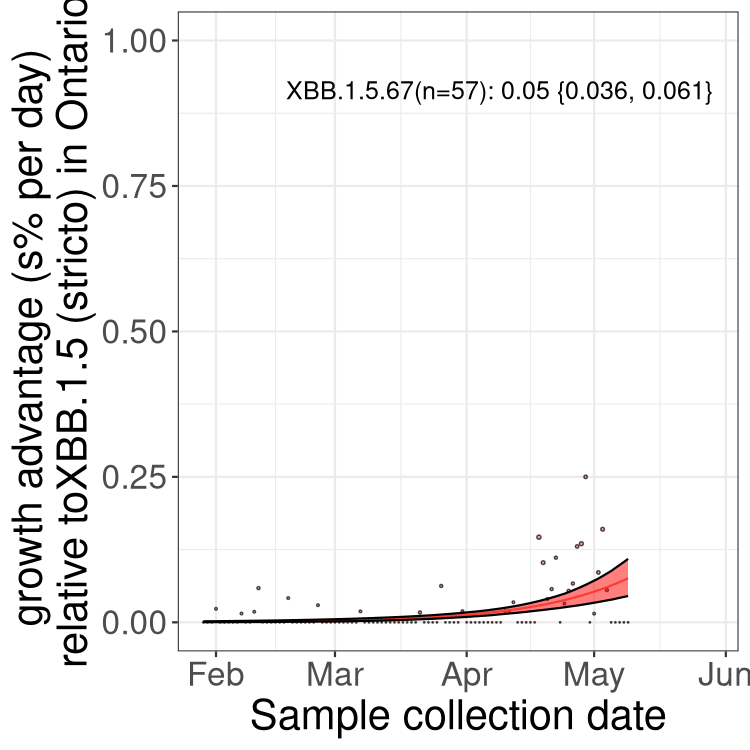 growth advantage (s% per day)
relative toXBB.1.5 (stricto) in Ontario
1.00
0.75
0.50
0.25
0.00
XBB.1.5.67(n=57): 0.05 {0.036, 0.061}
Feb Mar Apr May Jun
Sample collection date